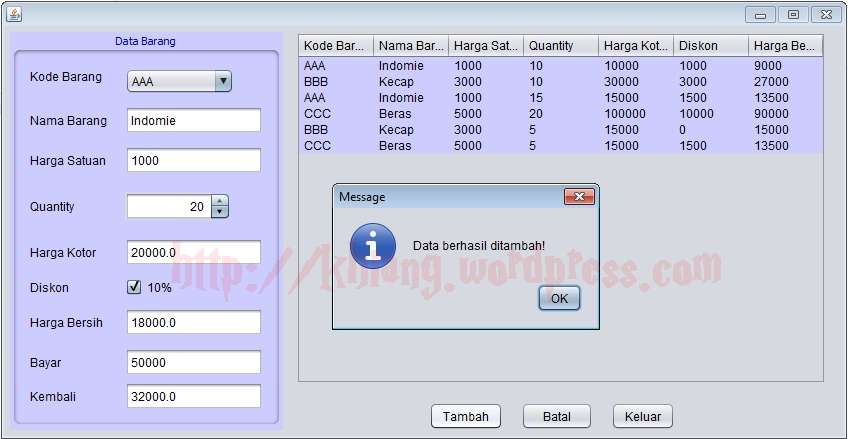 Data Barang
Kode Barang AAA
Nama Barang Indomie
Harga Satuan 1000
Quantity 20
Harga Kotor 20000.0
Diskon 10%
Harga Bersih 18000.0
Bayar 50000
Kembali 32000.0
Kode Bar... Nama Bar... Harga Sat... Quantity Harga Kot... Diskon Harga Be...
AAA Indomie 1000 10 10000 1000 9000
BBB Kecap 3000 10 30000 3000 27000
AAA Indomie 1000 15 15000 1500 13500
CCC Beras 5000 20 100000 10000 90000
BBB Kecap 3000 5 15000 0 15000
CCC Beras 5000 5 15000 1500 13500
Message
Data berhasil ditambah!
OK
Tambah Batal Keluar